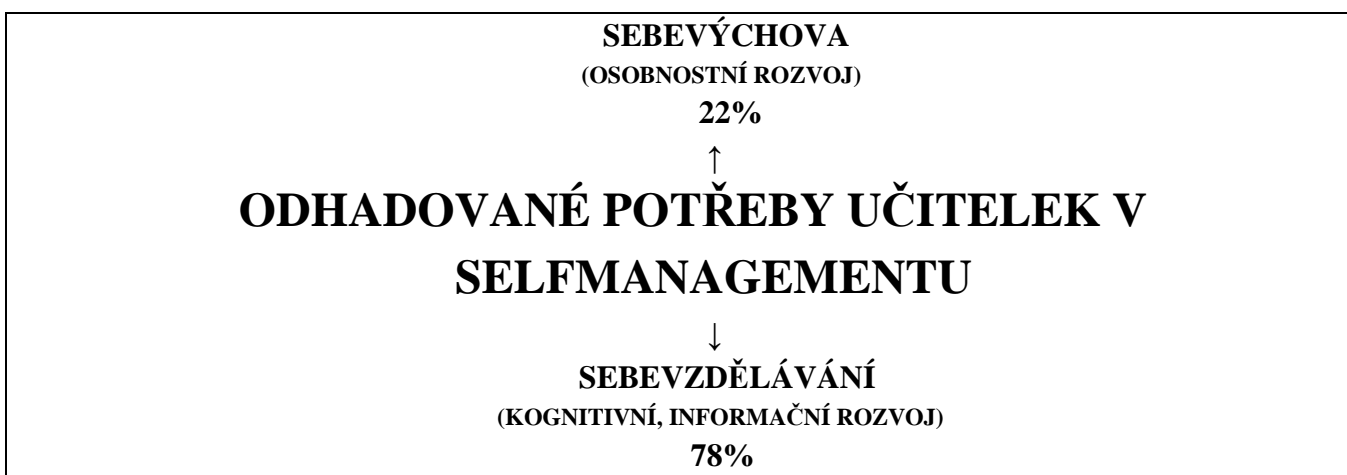 SEBEVÝCHOVA
(OSOBNOSTNÍ ROZVOJ)
22%
↑
ODHADOVANÉ POTŘEBY UČITELEK V
SELFMANAGEMENTU
↓
SEBEVZDĚLÁVÁNÍ
(KOGNITIVNÍ, INFORMAČNÍ ROZVOJ)
78%